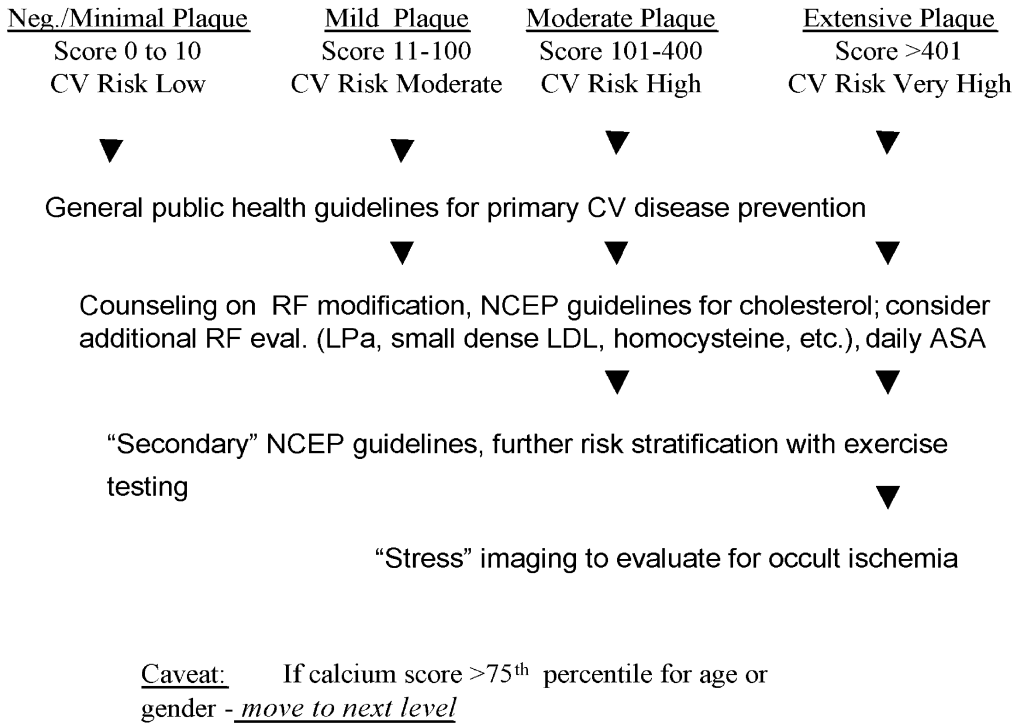 Neg./Minimal Plaque
Score 0 to 10
CV Risk Low
Mild Plaque
Score 11-100
CV Risk Moderate
Moderate Plaque
Score 101-400
CV Risk High
Extensive Plaque
Score >401
CV Risk Very High
General public health guidelines for primary CV disease prevention
Counseling on RF modification, NCEP guidelines for cholesterol; consider
additional RF eval. (LPa, small dense LDL, homocysteine, etc.), daily ASA
“Secondary” NCEP guidelines, further risk stratification with exercise
testing
“Stress” imaging to evaluate for occult ischemia
Caveat: If calcium score >75th percentile for age or
gender - move to next level